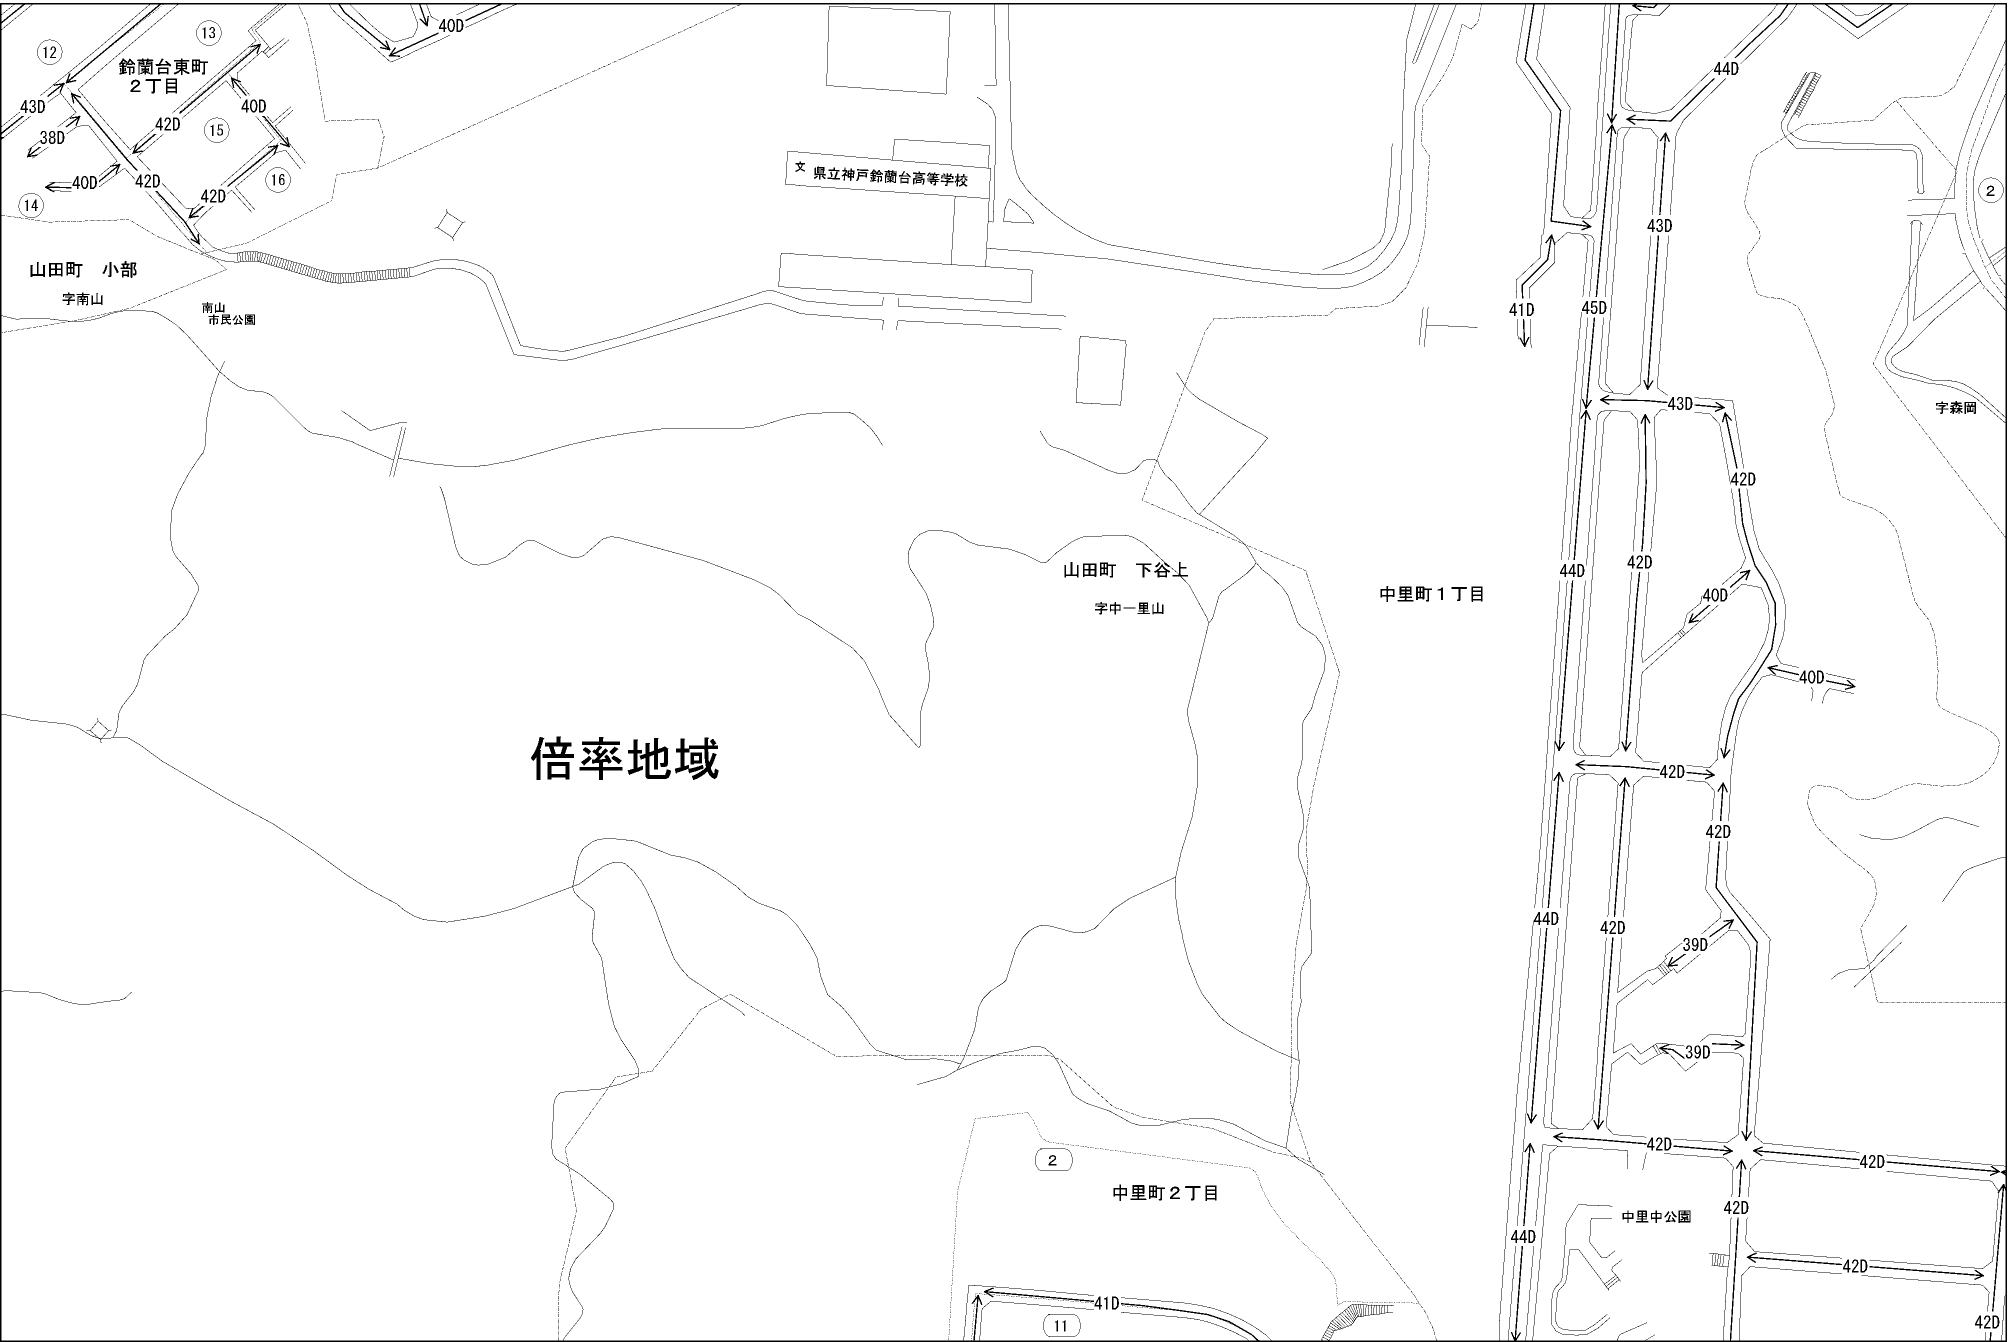 40D
13
12
鈴蘭台東町
２丁目
44D
43D
40D
42D
15
38D
文 県立神戸鈴蘭台高等学校
42D
40D
16
42D
14
2
43D
山田町　小部
字南山
南山
市民公園
41D
45D
43D
字森岡
42D
44D
42D
山田町　下谷上
字中一里山
中里町１丁目
40D
40D
倍率地域
42D
42D
44D
42D
39D
39D
42D
2
42D
中里町２丁目
42D
中里中公園
44D
42D
41D
11
42D